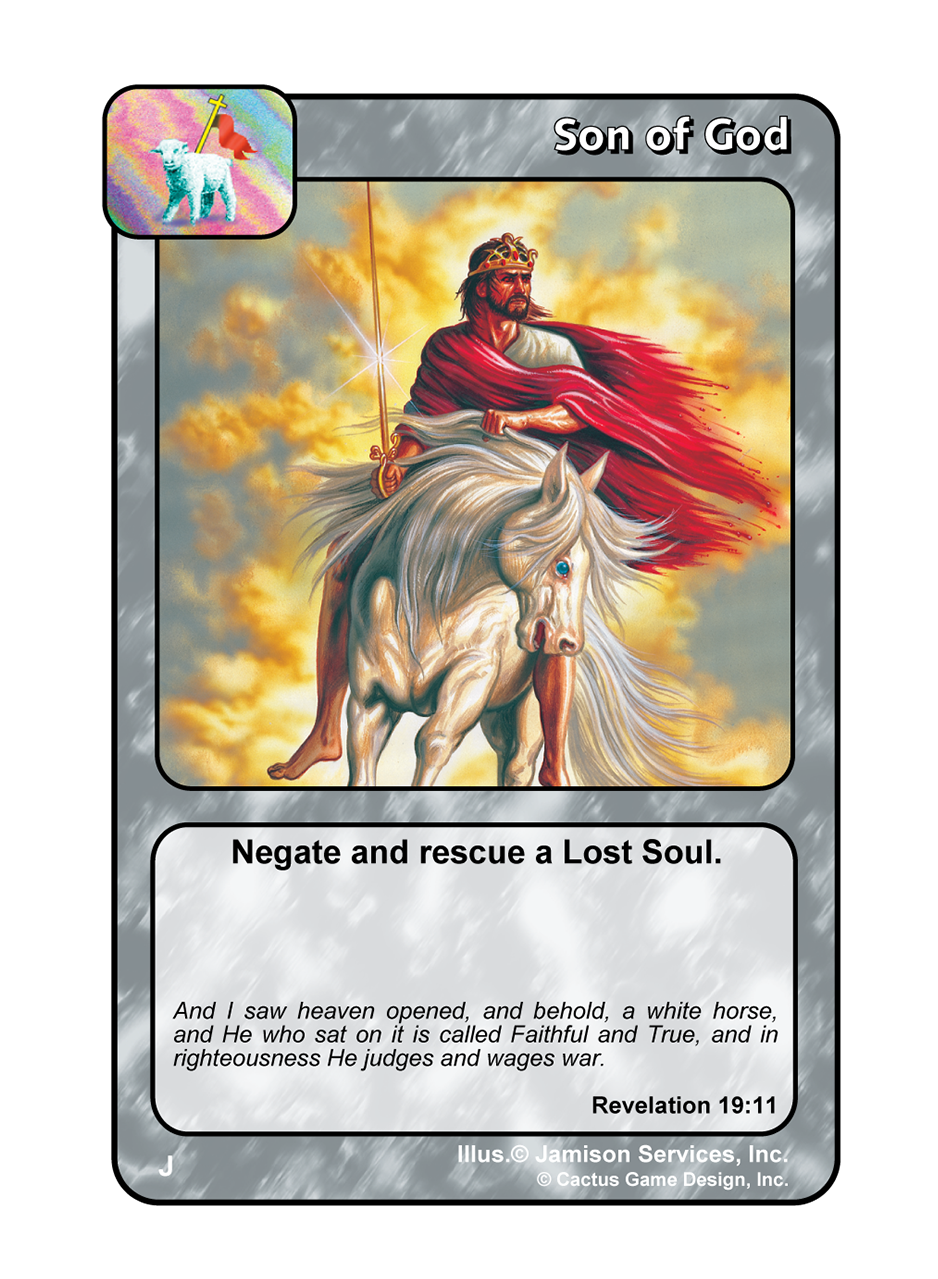 Son of God
Negate and rescue a Lost Soul.
And I saw heaven opened, and behold, a white horse,
and He who sat on it is called Faithful and True, and in
righteousness He judges and wages war.
Revelation 19:11
J
Illus.© Jamison Services, Inc.
© Cactus Game Design, Inc.